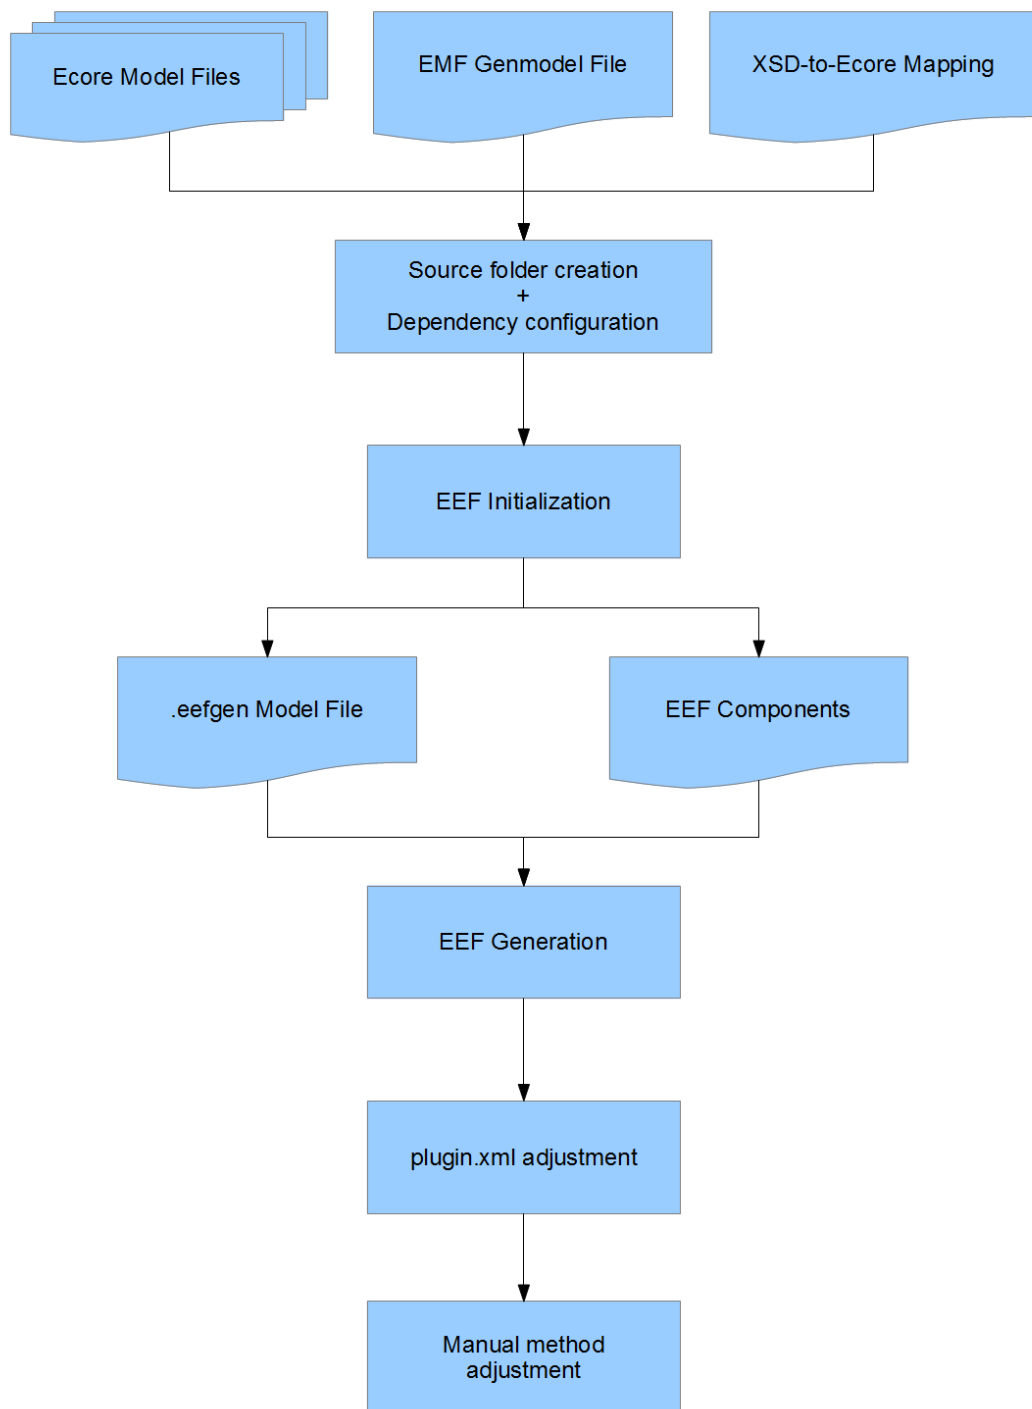 Ecore Model Files
EMF Genmodel File
XSD-to-Ecore Mapping
Source folder creation
+
Dependency configuration
EEF Initialization
.eefgen Model File
EEF Components
EEF Generation
plugin.xml adjustment
Manual method
adjustment